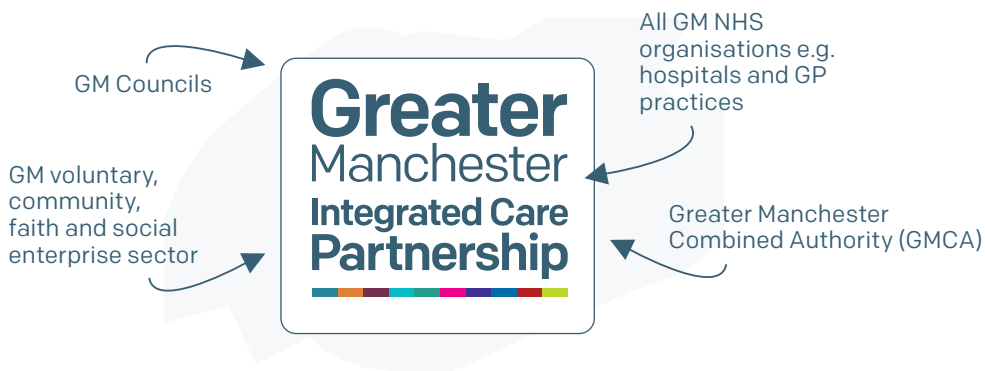 GM Councils
GM voluntary,
community,
faith and social
enterprise sector
Greater
Manchester
Integrated Care
Partnership
All GM NHS
organisations e.g.
hospitals and GP
practices
Greater Manchester
Combined Authority (GMCA)